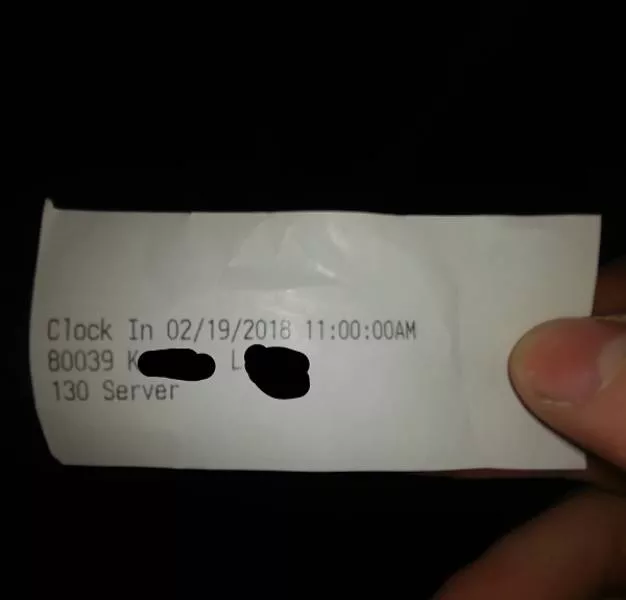 Clock In 02/19/2018 11:00:00AM
80039 K L
130 Server